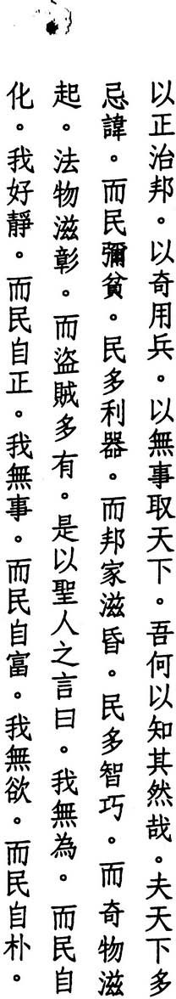 以正治邦。以奇用兵。以無事取天下。吾何以知其然哉。夫天下多
忌諱。而民彌貧。民多利器。而邦家滋昏。民多智巧。而奇物滋
起。法物滋彰。而盜賊多有。是以聖人之言曰。我無為。而民自
化。我好靜。而民自正。我無事。而民自富。我無欲。而民自朴。